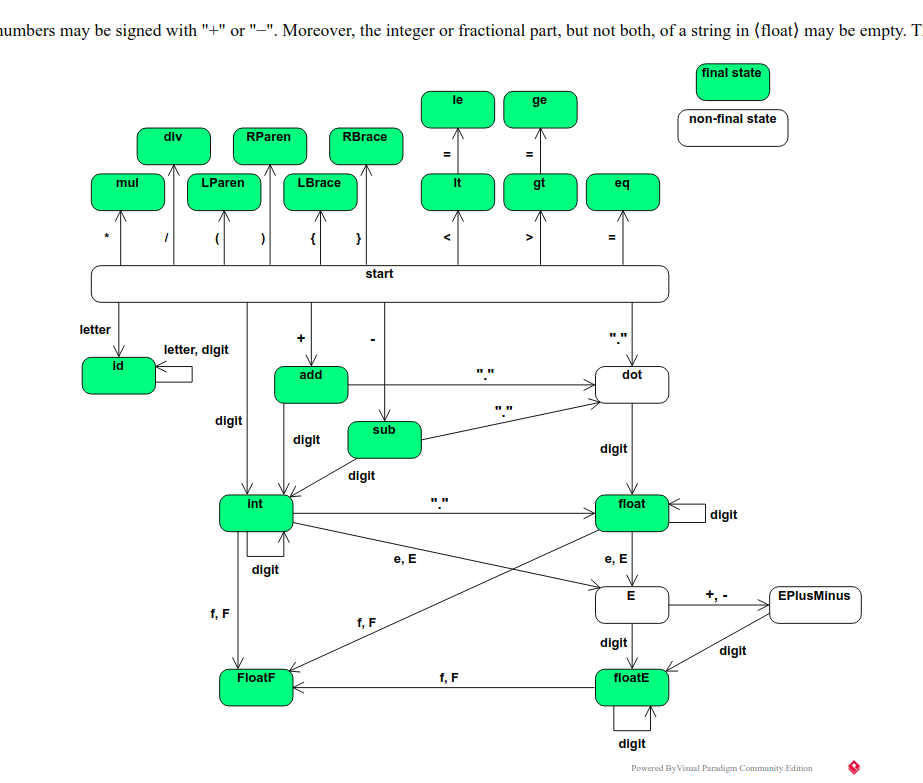 numbers may be signed with "+" or "−". Moreover, the integer or fractional part, but not both, of a string in ⟨float⟩ may be empty.
final state
le
ge
non-final state
div
RParen
RBrace
=
=
mul
LParen
LBrace
lt
gt
eq
*
/
(
)
{
}
<
>
=
start
letter
+
-
"."
letter, digit
id
add
"."
dot
"."
digit
sub
digit
digit
digit
int
"."
float
digit
digit
e, E
e, E
E
+, -
EPlusMinus
f, F
f, F
digit
digit
FloatF
f, F
floatE
digit
Powered ByVisual Paradigm Community Edition